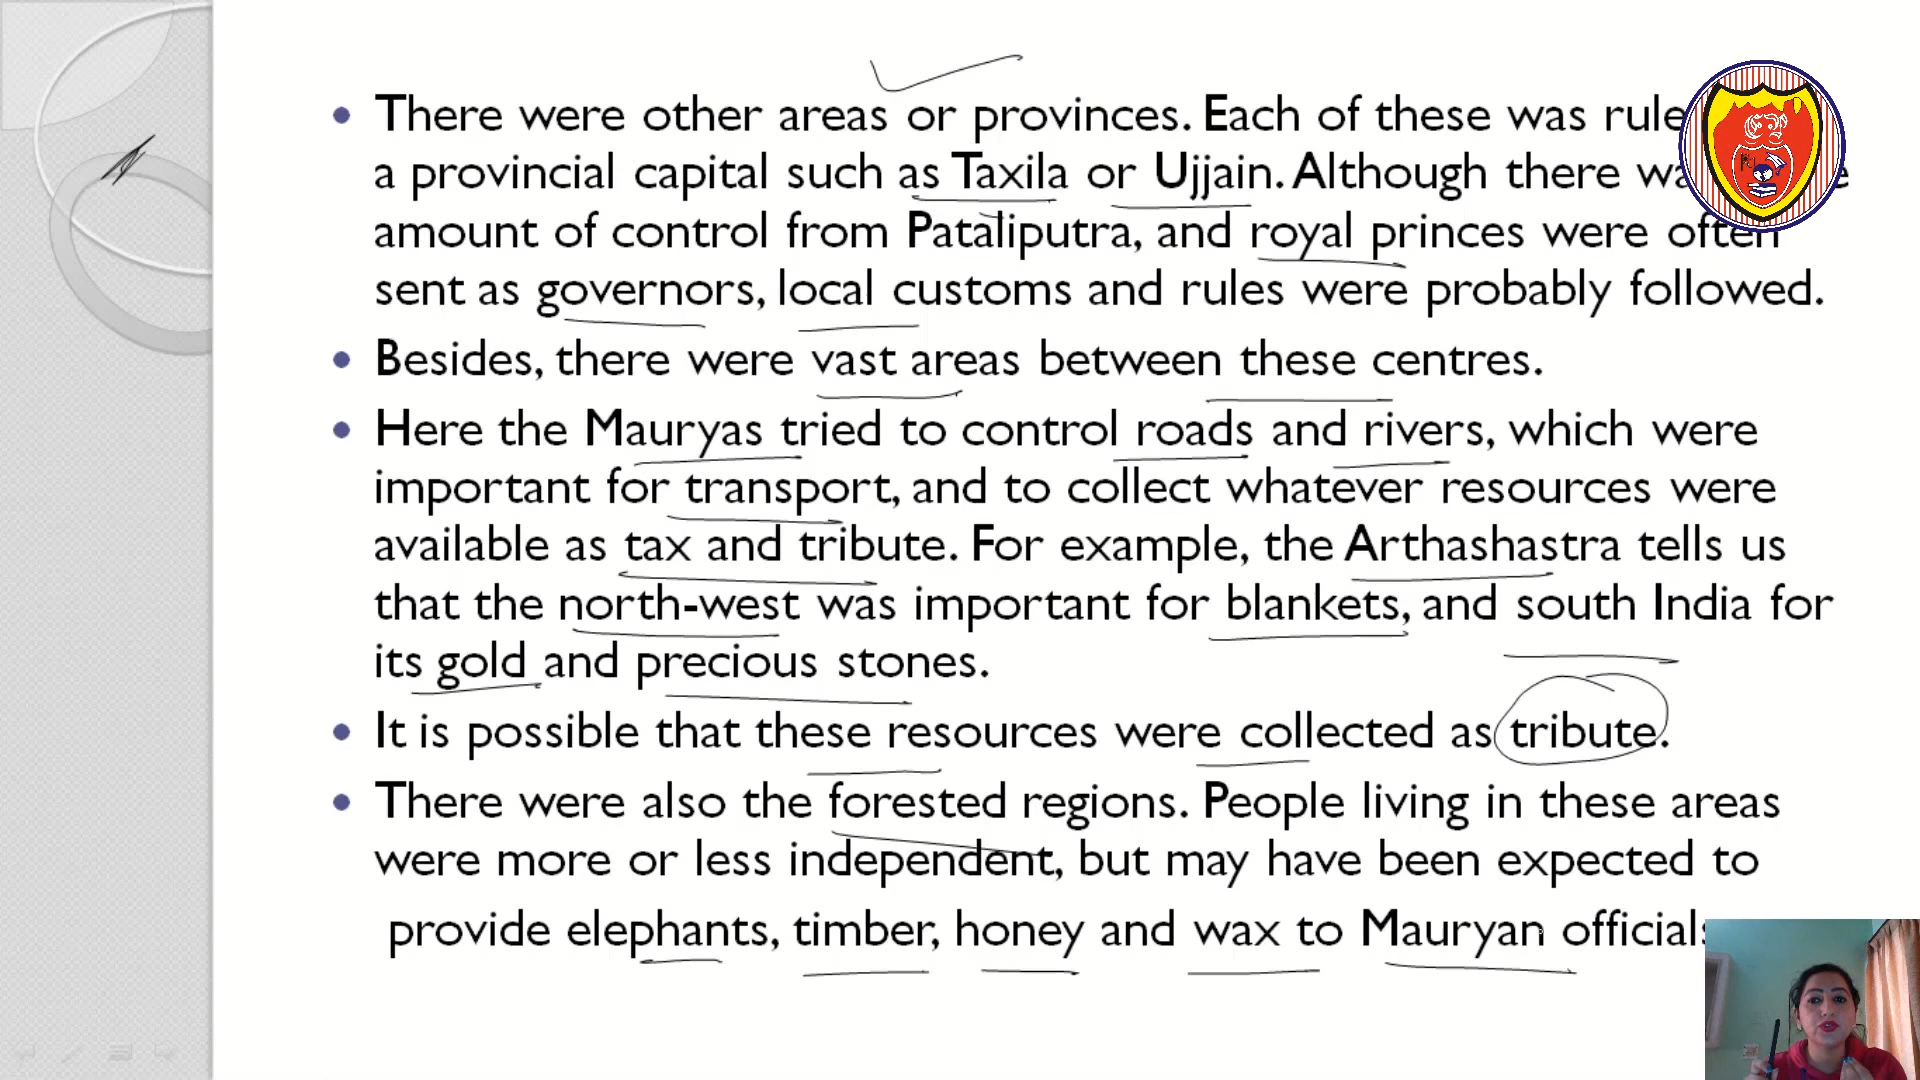 There were other areas or provinces. Each of these was
a provincial capital such as Taxila or Ujjain. Although there
amount of control from Pataliputra, and royal princes were often
sent as governors, local customs and rules were probably followed.
Besides, there were vast areas between these centres.
Here the Mauryas tried to control roads and rivers, which were
important for transport, and to collect whatever resources were
available as tax and tribute. For example, the Arthashastra tells us
that the north-west was important for blankets, and south India for
its gold and precious stones.
It is possible that these resources were collected as tribute.
There were also the forested regions. People living in these areas
were more or less independent, but may have been expected to
provide elephants, timber, honey and wax to Mauryan officials